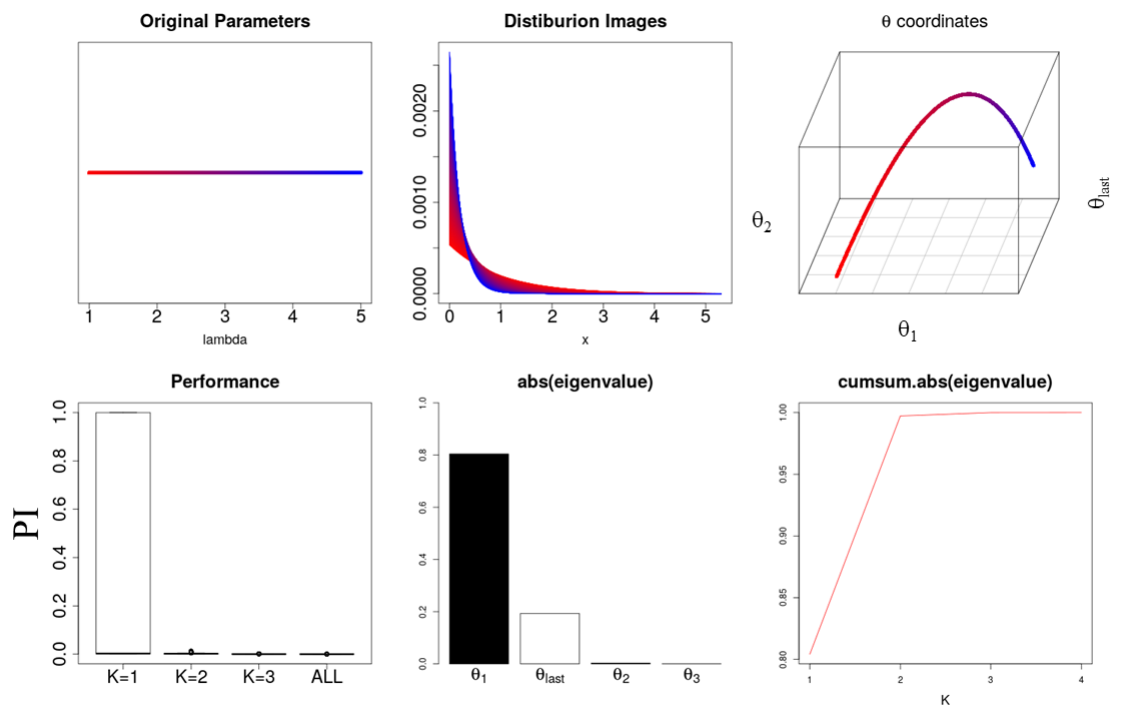 Original Parameters
1 2 3 4 5
lambda
Distiburion Images
0.0000 0.0010 0.0020
0 1 2 3 4 5
x
θ coordinates
θ2
θlast
θ1
Performance
PI
0.0 0.2 0.4 0.6 0.8 1.0
K=1 K=2 K=3 ALL
abs(eigenvalue)
0.0 0.2 0.4 0.6 0.8 1.0
θ1 θlast θ2 θ3
cumsum.abs(eigenvalue)
0.80 0.85 0.90 0.95 1.00
1 2 3 4
K